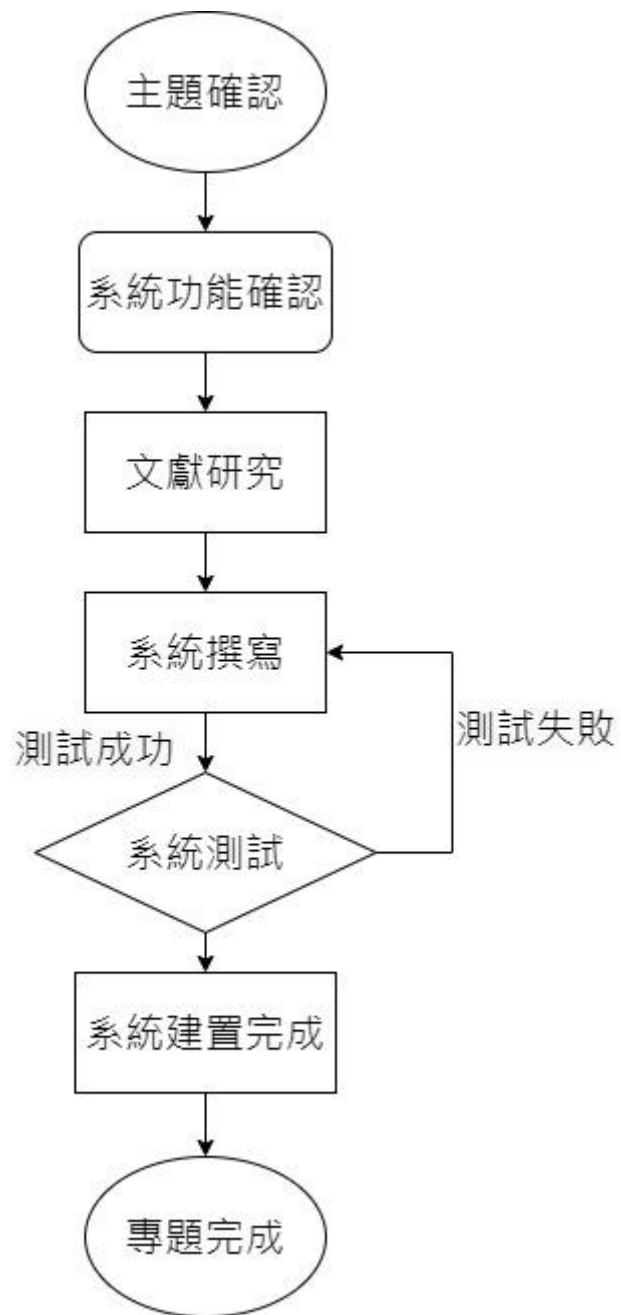 主題確認
系統功能確認
文獻研究
系統撰寫
測試成功
測試失敗
系統測試
系統建置完成
專題完成